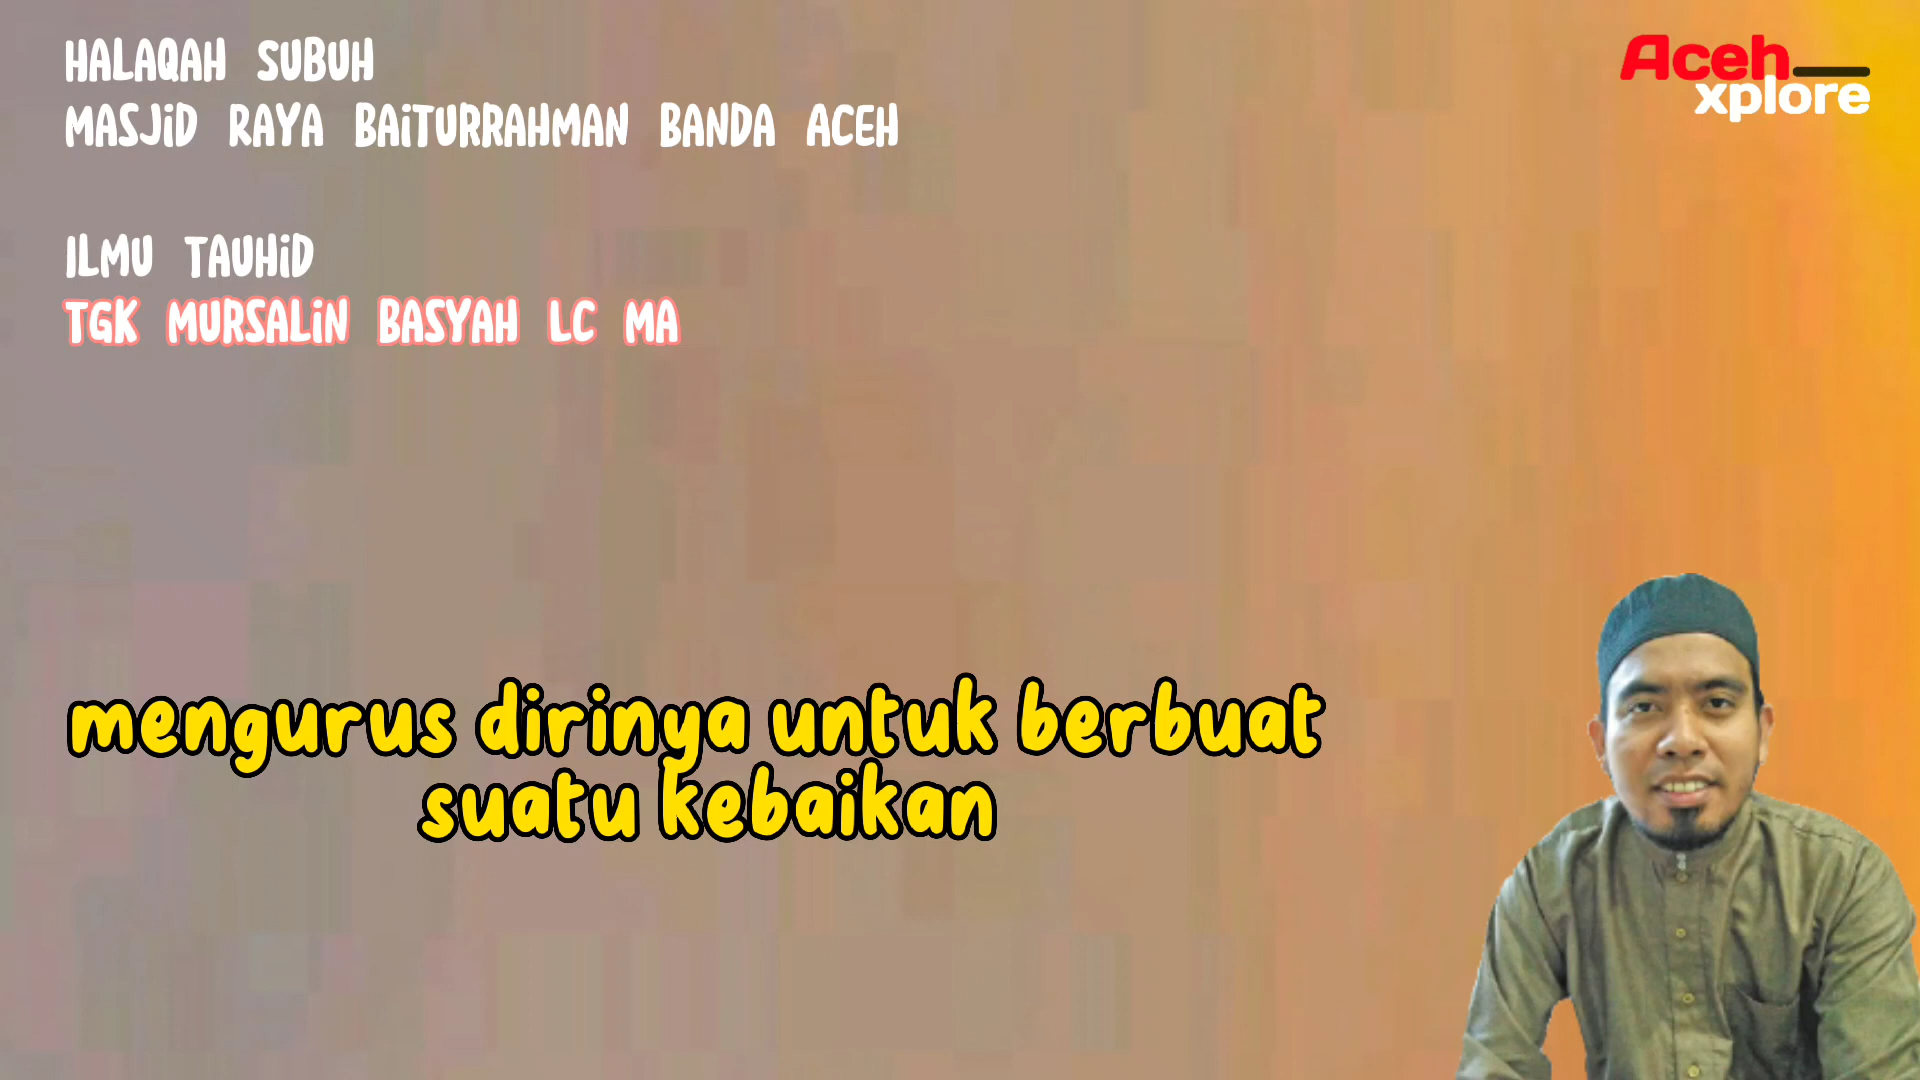 HALAQAH SUBUH
MASJiD RAYA BAiTURRAHMAN BANDA ACEH
ILMU TAUHiD
TGK MURSALiN BASYAH LC MA
Aceh
xplore
mengurus dirinya untuk berbuat
suatu kebaikan